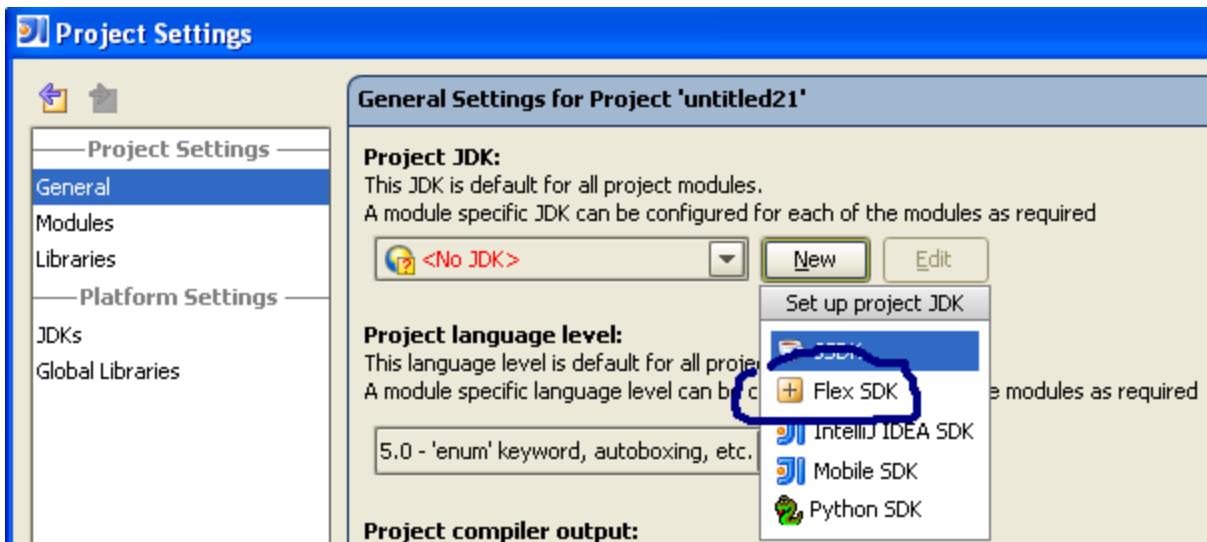 Project Settings
General Settings for Project 'untitled21'
Project Settings
General
Modules
Libraries
Platform Settings
JDKs
Global Libraries
Project JDK:
This JDK is default for all project modules.
A module specific JDK can be configured for each of the modules as required
<No JDK>
New
Edit
Set up project JDK
JSDK
Flex SDK
IntelliJ IDEA SDK
Mobile SDK
Python SDK
Project language level:
This language level is default for all
A module specific language level can be modules as required
5.0 - 'enum' keyword, autoboxing, etc.
Project compiler output: